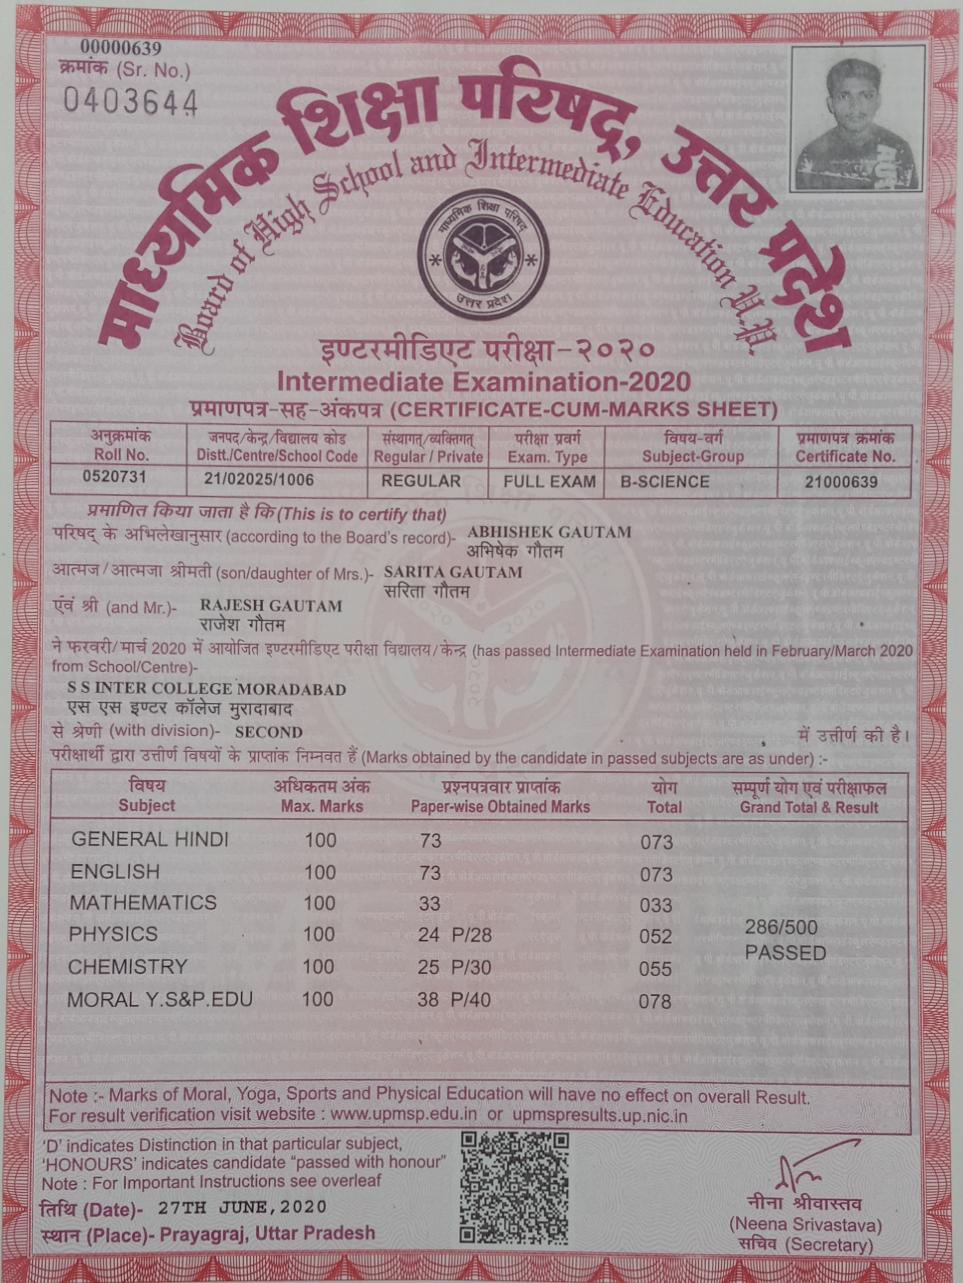 00000639
क्रमांक (Sr. No.)
0403644
माध्यमिक शिक्षा परिषद्, उत्तर प्रदेश
Board of High School and Intermediate Education U.P.
माध्यमिक शिक्षा परिषद्
उत्तर प्रदेश
इण्टरमीडिएट परीक्षा-२०२०
Intermediate Examination-2020
प्रमाणपत्र-सह-अंकपत्र (CERTIFICATE-CUM-MARKS SHEET)
अनुक्रमांक जनपद/केन्द्र/विद्यालय कोड संस्थागत/व्यक्तिगत परीक्षा प्रवर्ग विषय-वर्ग प्रमाणपत्र क्रमांक
Roll No. Distt./Centre/School Code Regular / Private Exam. Type Subject-Group Certificate No.
0520731 21/02025/1006 REGULAR FULL EXAM B-SCIENCE 21000639
प्रमाणित किया जाता है कि (This is to certify that)
परिषद् के अभिलेखानुसार (according to the Board's record)- ABHISHEK GAUTAM
अभिषेक गौतम
आत्मज/आत्मजा श्रीमती (son/daughter of Mrs.)- SARITA GAUTAM
सरिता गौतम
एंवं श्री (and Mr.)- RAJESH GAUTAM
राजेश गौतम
ने फरवरी/मार्च 2020 में आयोजित इण्टरमीडिएट परीक्षा विद्यालय/केन्द्र (has passed Intermediate Examination held in February/March 2020
from School/Centre)-
S S INTER COLLEGE MORADABAD
एस एस इण्टर कॉलेज मुरादाबाद
से श्रेणी (with division)- SECOND में उत्तीर्ण की है।
परीक्षार्थी द्वारा उत्तीर्ण विषयों के प्राप्तांक निम्नवत हैं (Marks obtained by the candidate in passed subjects are as under) :-
विषय अधिकतम अंक प्रश्नपत्रवार प्राप्तांक योग सम्पूर्ण योग एवं परीक्षाफल
Subject Max. Marks Paper-wise Obtained Marks Total Grand Total & Result
GENERAL HINDI 100 73 073
ENGLISH 100 73 073
MATHEMATICS 100 33 033
PHYSICS 100 24 P/28 052 286/500
PASSED
CHEMISTRY 100 25 P/30 055
MORAL Y.S&P.EDU 100 38 P/40 078
Note :- Marks of Moral, Yoga, Sports and Physical Education will have no effect on overall Result.
For result verification visit website : www.upmsp.edu.in or upmspresults.up.nic.in
'D' indicates Distinction in that particular subject,
'HONOURS' indicates candidate "passed with honour"
Note : For Important Instructions see overleaf
तिथि (Date)- 27TH JUNE,2020
स्थान (Place)- Prayagraj, Uttar Pradesh
नीना श्रीवास्तव
(Neena Srivastava)
सचिव (Secretary)